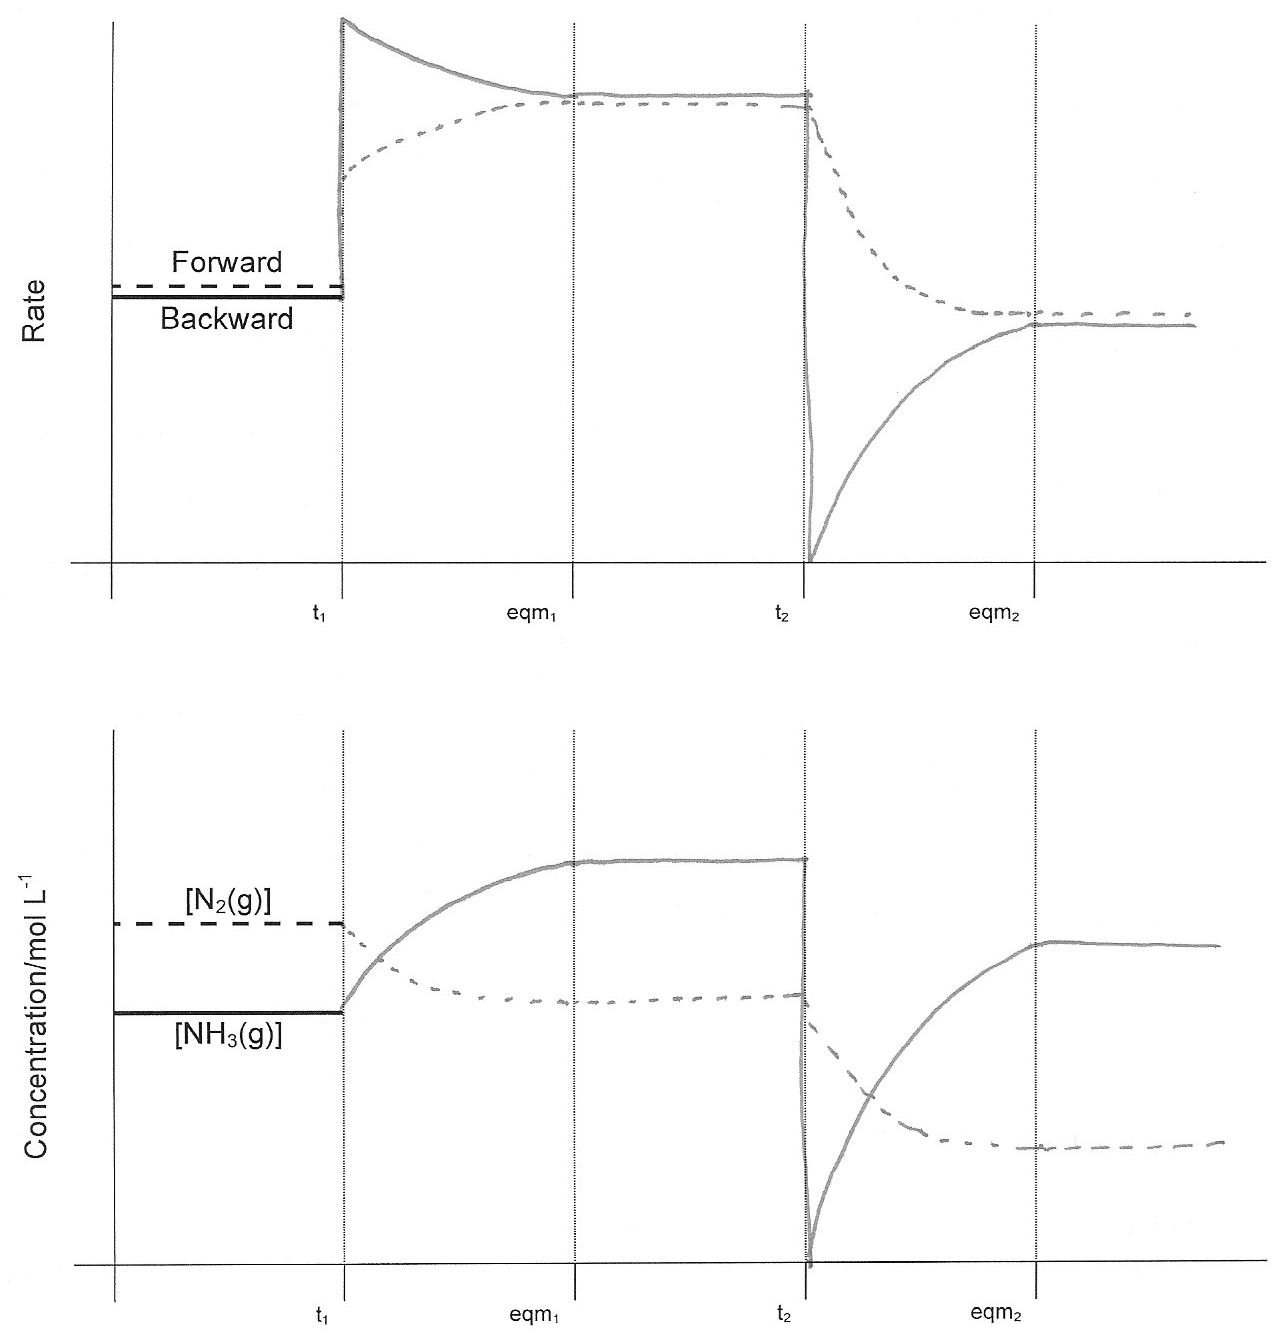 Rate
Forward
Backward
t₁
eqm₁
t₂
eqm₂
Concentration/mol L⁻¹
[N₂(g)]
[NH₃(g)]
t₁
eqm₁
t₂
eqm₂